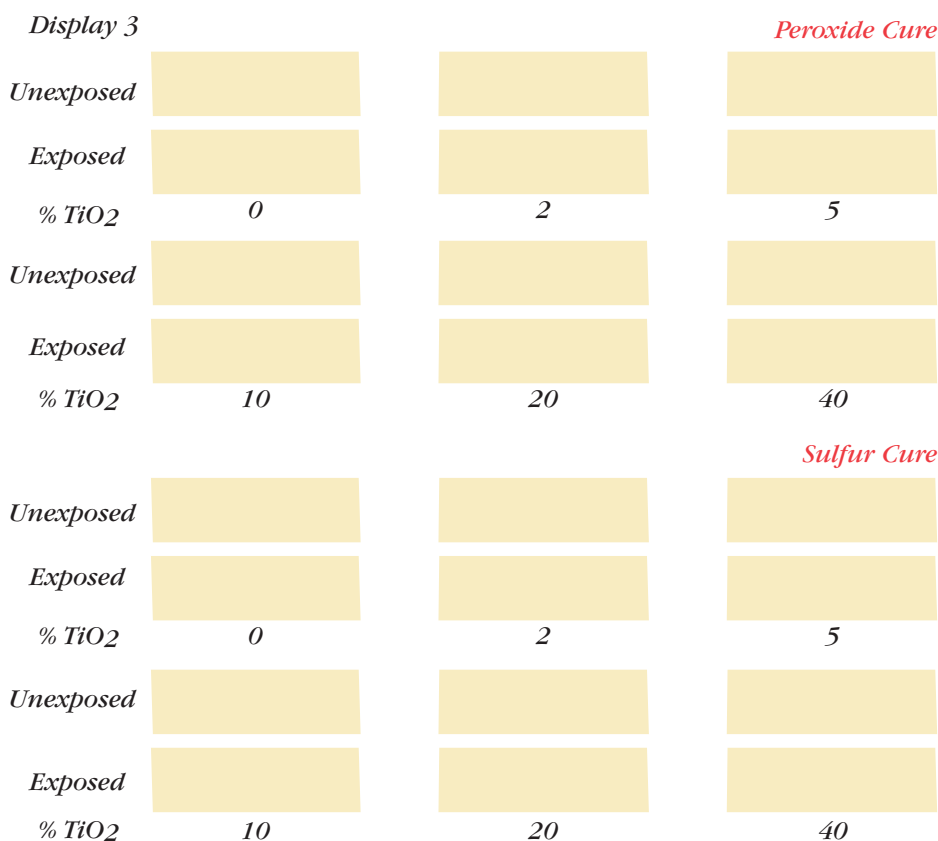 Display 3
Peroxide Cure
Unexposed
Exposed
% TiO2 0 2 5
Unexposed
Exposed
% TiO2 10 20 40
Sulfur Cure
Unexposed
Exposed
% TiO2 0 2 5
Unexposed
Exposed
% TiO2 10 20 40